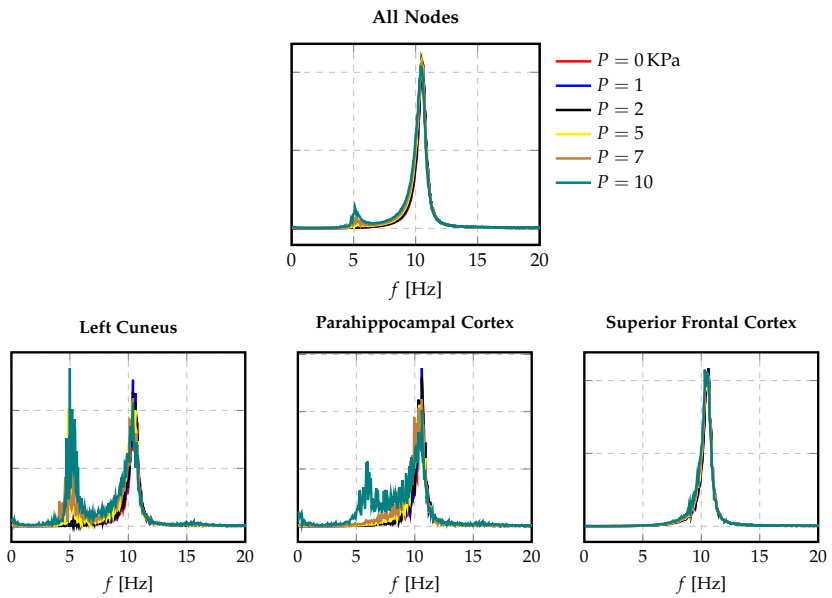 All Nodes
P = 0 KPa
P = 1
P = 2
P = 5
P = 7
P = 10
0 5 10 15 20
f [Hz]
Left Cuneus
Parahippocampal Cortex
Superior Frontal Cortex
0 5 10 15 20
0 5 10 15 20
0 5 10 15 20
f [Hz]
f [Hz]
f [Hz]